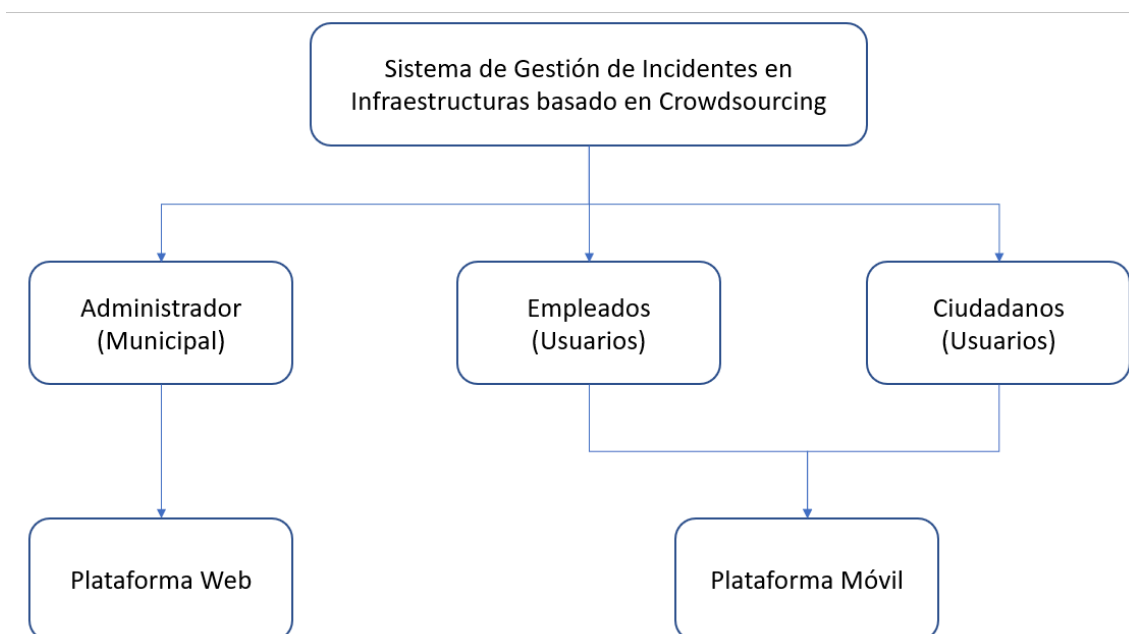 Sistema de Gestión de Incidentes en
Infraestructuras basado en Crowdsourcing
Administrador
(Municipal)
Empleados
(Usuarios)
Ciudadanos
(Usuarios)
Plataforma Web
Plataforma Móvil